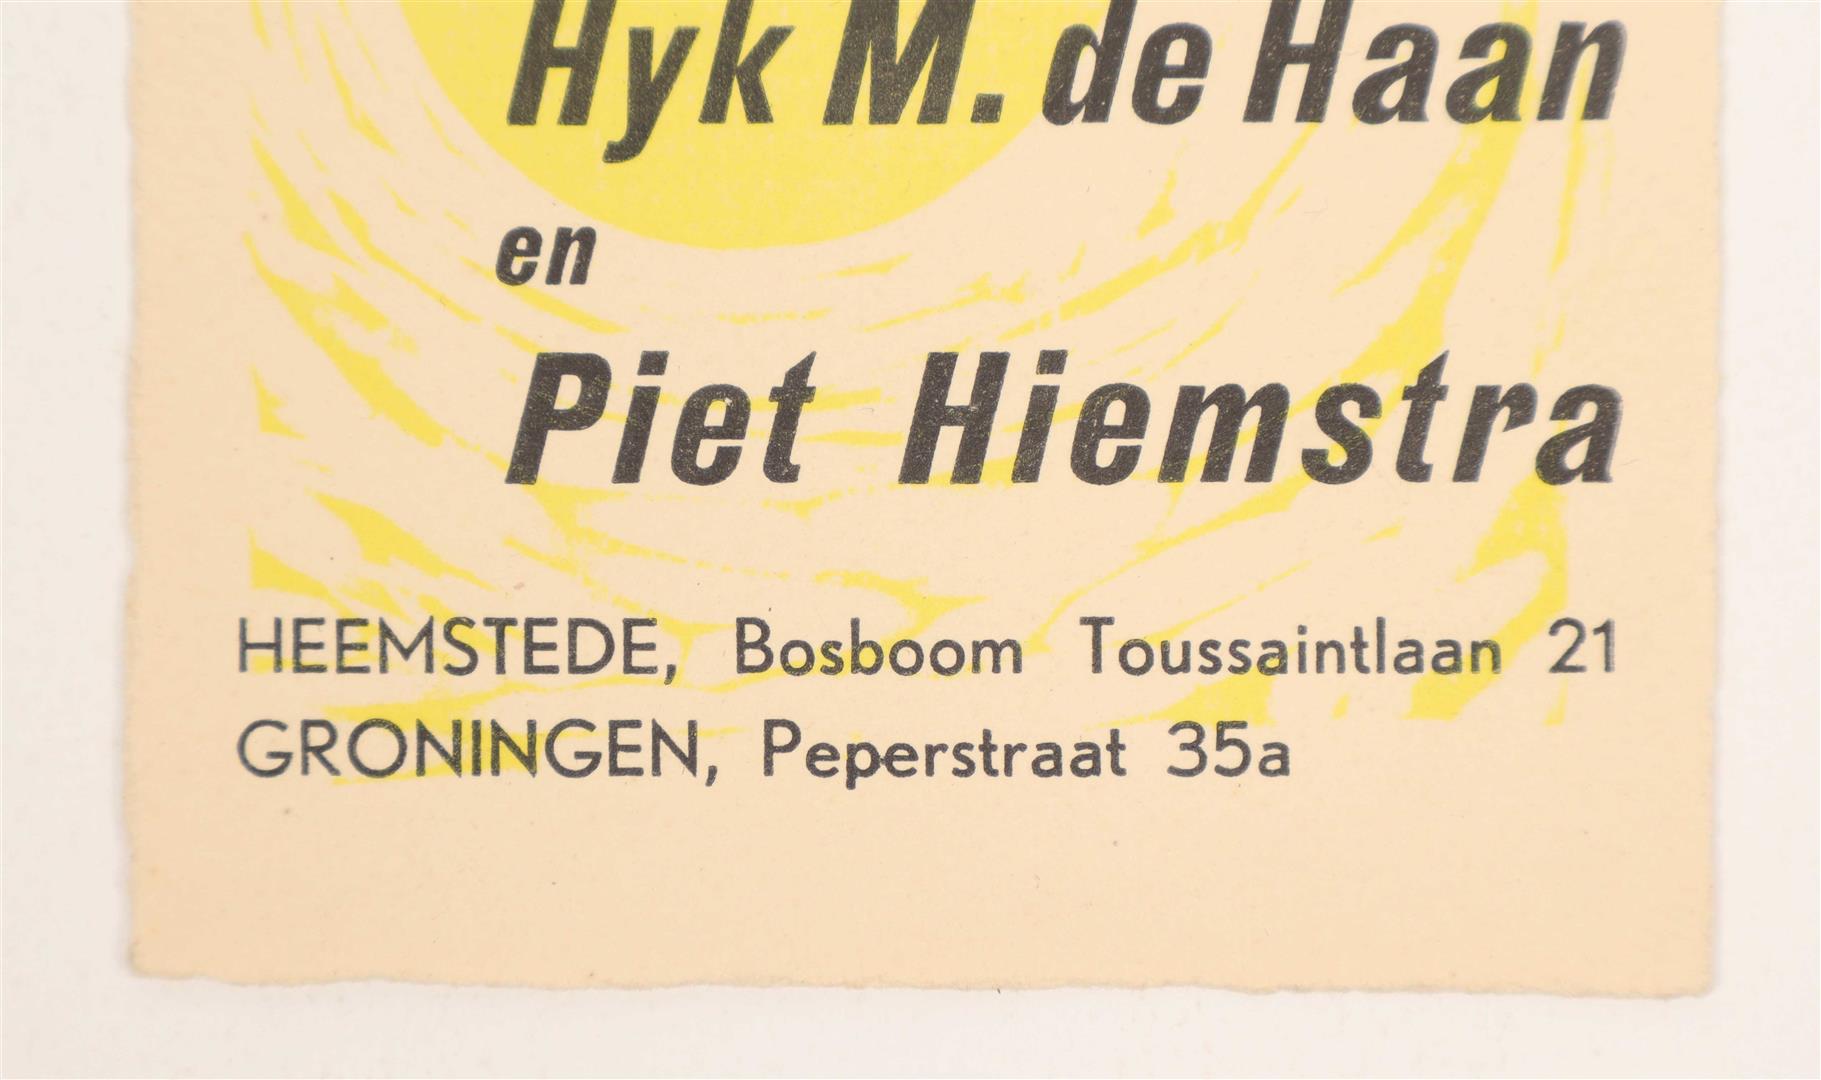 Hyk M. de Haan
en
Piet Hiemstra
HEEMSTEDE, Bosboom Toussaintlaan 21
GRONINGEN, Peperstraat 35a